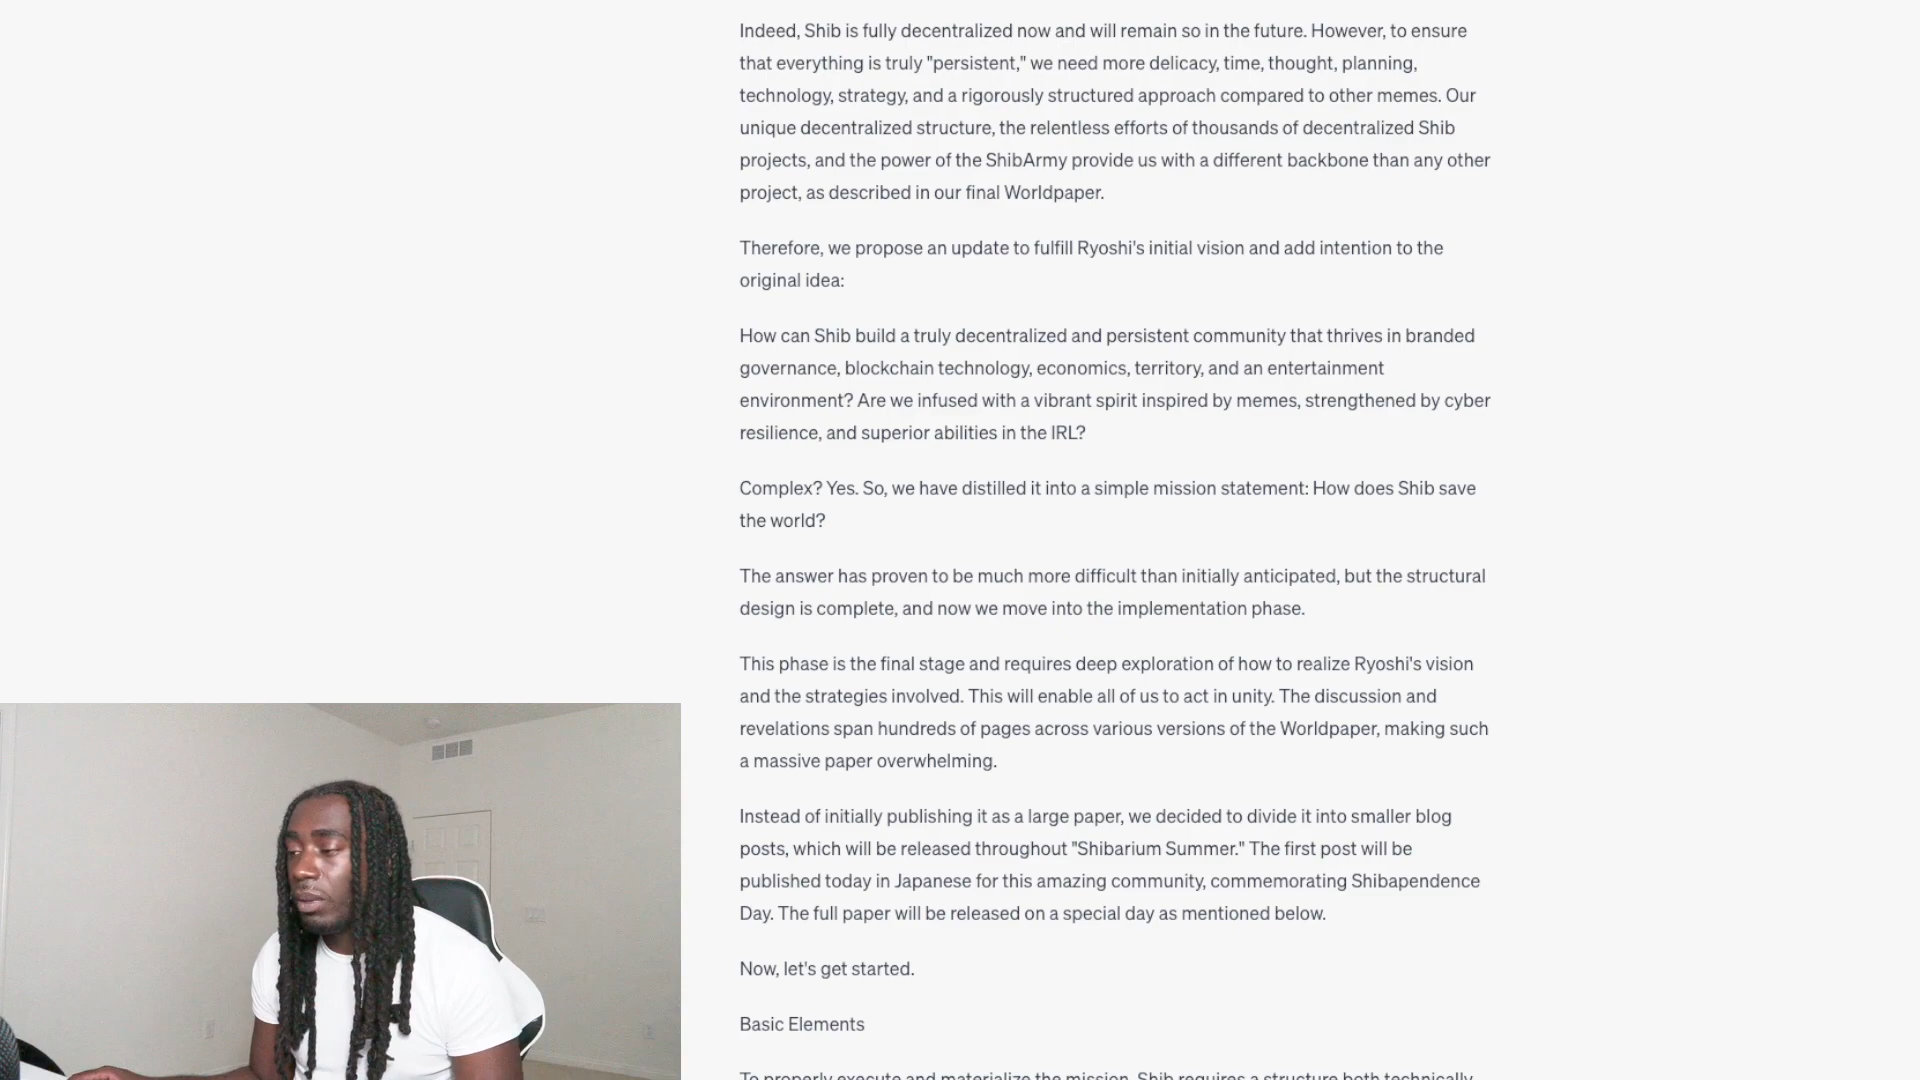 Indeed, Shib is fully decentralized now and will remain so in the future. However, to ensure
that everything is truly "persistent," we need more delicacy, time, thought, planning,
technology, strategy, and a rigorously structured approach compared to other memes. Our
unique decentralized structure, the relentless efforts of thousands of decentralized Shib
projects, and the power of the ShibArmy provide us with a different backbone than any other
project, as described in our final Worldpaper.
Therefore, we propose an update to fulfill Ryoshi's initial vision and add intention to the
original idea:
How can Shib build a truly decentralized and persistent community that thrives in branded
governance, blockchain technology, economics, territory, and an entertainment
environment? Are we infused with a vibrant spirit inspired by memes, strengthened by cyber
resilience, and superior abilities in the IRL?
Complex? Yes. So, we have distilled it into a simple mission statement: How does Shib save
the world?
The answer has proven to be much more difficult than initially anticipated, but the structural
design is complete, and now we move into the implementation phase.
This phase is the final stage and requires deep exploration of how to realize Ryoshi's vision
and the strategies involved. This will enable all of us to act in unity. The discussion and
revelations span hundreds of pages across various versions of the Worldpaper, making such
a massive paper overwhelming.
Instead of initially publishing it as a large paper, we decided to divide it into smaller blog
posts, which will be released throughout "Shibarium Summer." The first post will be
published today in Japanese for this amazing community, commemorating Shibapendence
Day. The full paper will be released on a special day as mentioned below.
Now, let's get started.
Basic Elements
To properly execute and materialize the mission, Shib requires a structure both technically